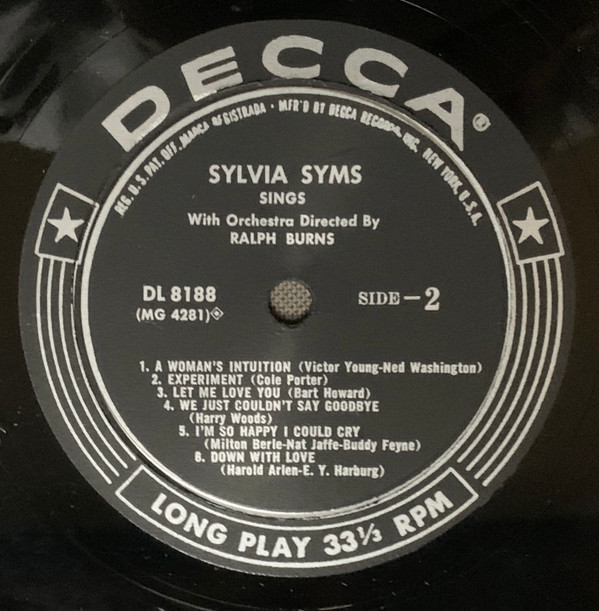 DECCA®
REG. U.S. PAT. OFF. MARCA REGISTRADA • MFR'D BY DECCA RECORDS, INC. NEW YORK, U.S.A.
SYLVIA SYMS
SINGS
With Orchestra Directed By
RALPH BURNS
DL 8188
(MG 4281)
SIDE—2
1. A WOMAN'S INTUITION (Victor Young-Ned Washington)
2. EXPERIMENT (Cole Porter)
3. LET ME LOVE YOU (Bart Howard)
4. WE JUST COULDN'T SAY GOODBYE
(Harry Woods)
5. I'M SO HAPPY I COULD CRY
(Milton Berle-Nat Jaffe-Buddy Feyne)
6. DOWN WITH LOVE
(Harold Arlen-E. Y. Harburg)
LONG PLAY 33⅓ RPM